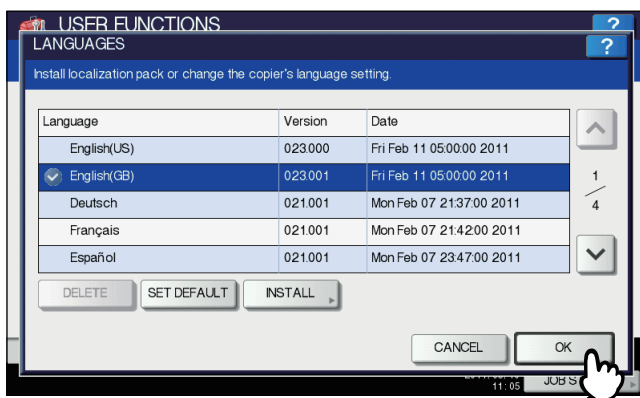 USER FUNCTIONS ?
LANGUAGES ?
Install localization pack or change the copier's language setting.
Language Version Date
English(US) 023.000 Fri Feb 11 05:00:00 2011
English(GB) 023.001 Fri Feb 11 05:00:00 2011
Deutsch 021.001 Mon Feb 07 21:37:00 2011
Français 021.001 Mon Feb 07 21:42:00 2011
Español 021.001 Mon Feb 07 23:47:00 2011
1
4
DELETE SET DEFAULT INSTALL
CANCEL OK
11:05 JOB S